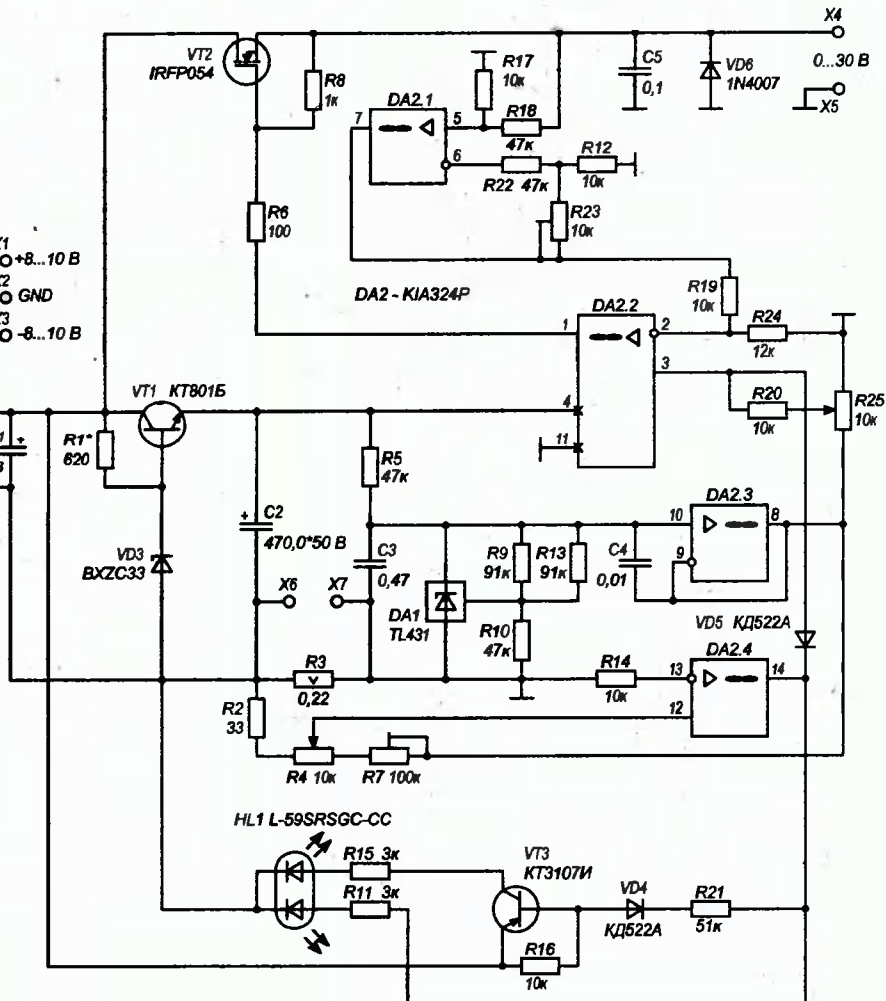 X4
VT2
IRFP054
R8
1к
R17
10к
C5
0,1
VD6
1N4007
0...30 В
X5
DA2.1
7
5
6
R18
47к
R22 47к
R12
10к
R23
10к
R6
100
+8...10 В
GND
-8...10 В
DA2 - KIA324P
R19
10к
DA2.2
1
2
R24
12к
3
4
11
R20
10к
R25
10к
VT1 КТ801Б
R1*
620
R5
47к
C2
470,0*50 В
C3
0,47
VD3
BXZC33
X6
X7
DA1
TL431
R9
91к
R13
91к
C4
0,01
DA2.3
10
8
9
R10
47к
VD5 КД522А
DA2.4
R3
0,22
R14
10к
13
14
12
R2
33
R4 10к
R7 100к
HL1 L-59SRSGC-CC
R15 3к
R11 3к
VT3
КТ3107И
VD4
КД522А
R21
51к
R16
10к